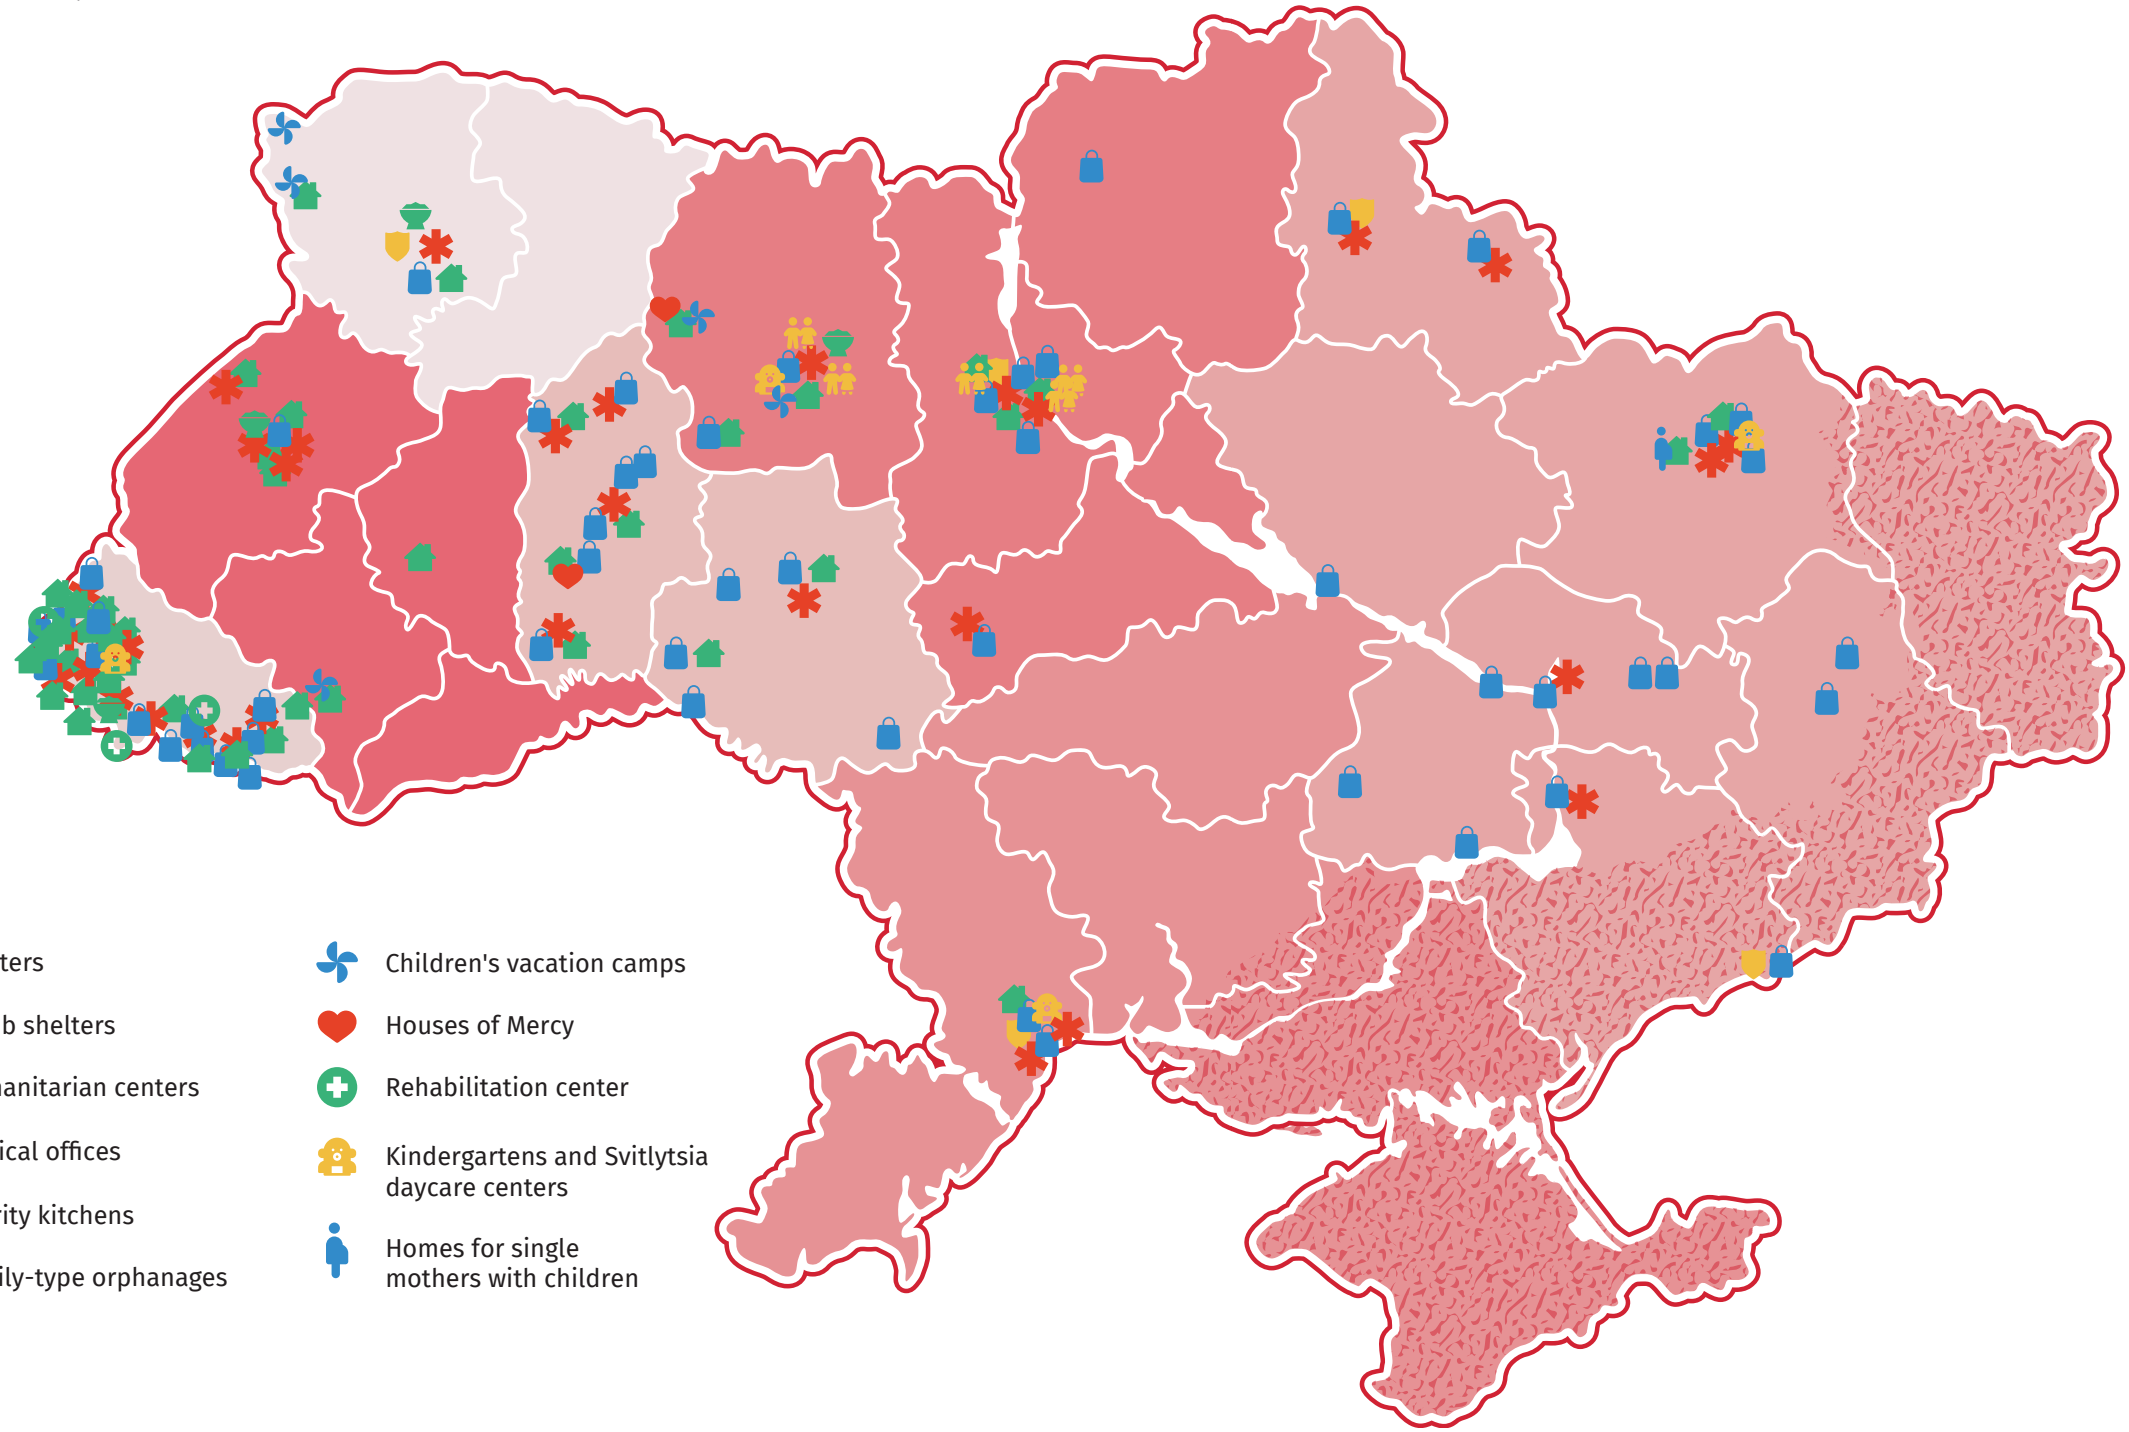 ters
b shelters
anitarian centers
ical offices
rity kitchens
ily-type orphanages
Children's vacation camps
Houses of Mercy
Rehabilitation center
Kindergartens and Svitlytsia
daycare centers
Homes for single
mothers with children